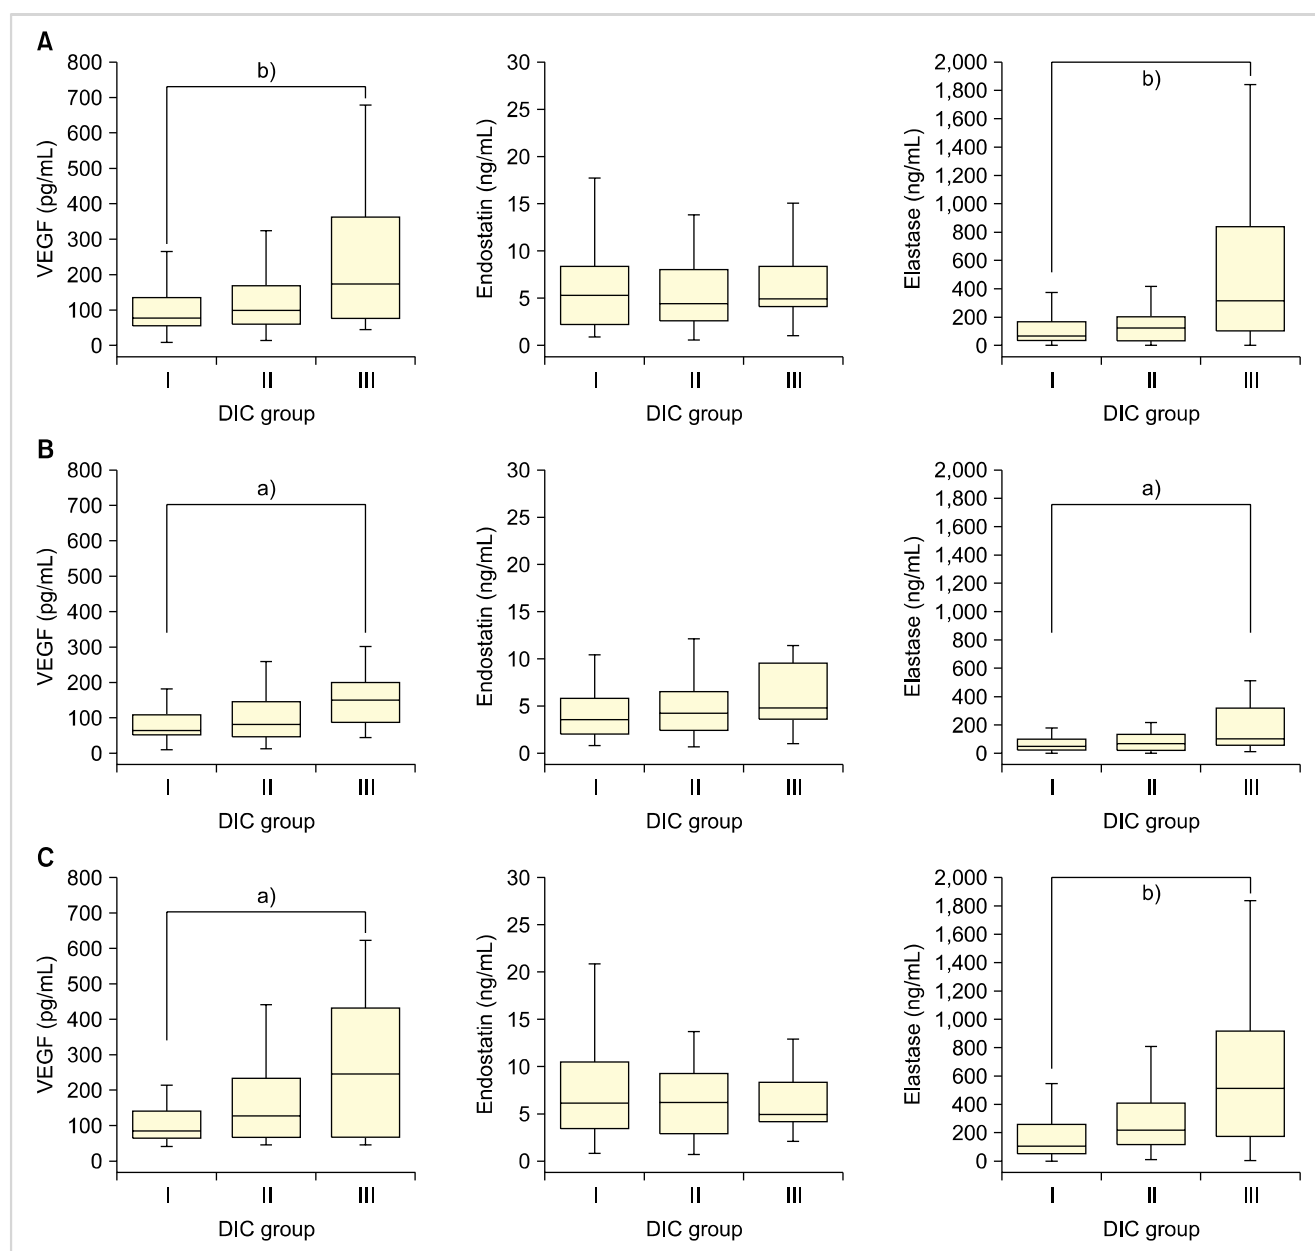 A
VEGF (pg/mL)
800
700
600
500
400
300
200
100
0
b)
I II III
DIC group
Endostatin (ng/mL)
30
25
20
15
10
5
0
I II III
DIC group
Elastase (ng/mL)
2,000
1,800
1,600
1,400
1,200
1,000
800
600
400
200
0
b)
I II III
DIC group
B
VEGF (pg/mL)
800
700
600
500
400
300
200
100
0
a)
I II III
DIC group
Endostatin (ng/mL)
30
25
20
15
10
5
0
I II III
DIC group
Elastase (ng/mL)
2,000
1,800
1,600
1,400
1,200
1,000
800
600
400
200
0
a)
I II III
DIC group
C
VEGF (pg/mL)
800
700
600
500
400
300
200
100
0
a)
I II III
DIC group
Endostatin (ng/mL)
30
25
20
15
10
5
0
I II III
DIC group
Elastase (ng/mL)
2,000
1,800
1,600
1,400
1,200
1,000
800
600
400
200
0
b)
I II III
DIC group